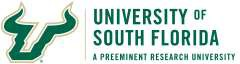 UNIVERSITY OF
SOUTH FLORIDA
A PREEMINENT RESEARCH UNIVERSITY